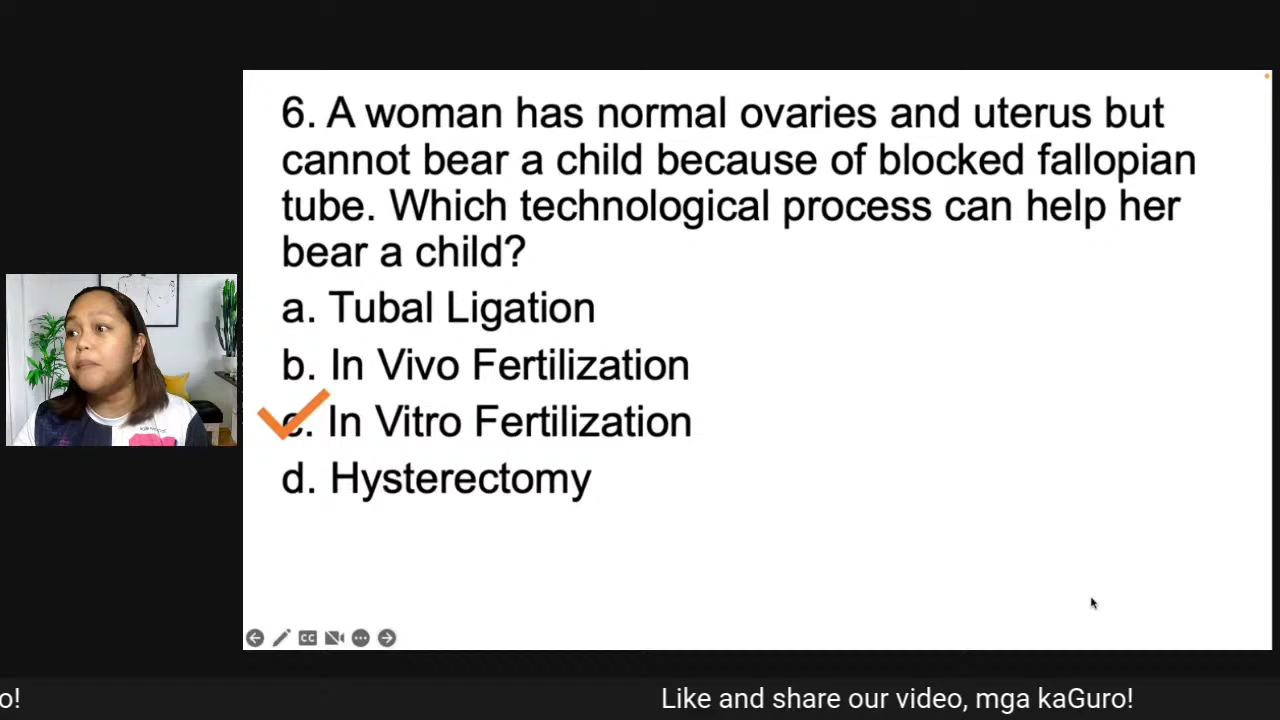 6. A woman has normal ovaries and uterus but
cannot bear a child because of blocked fallopian
tube. Which technological process can help her
bear a child?
a. Tubal Ligation
b. In Vivo Fertilization
c. In Vitro Fertilization
d. Hysterectomy
CC
o!
Like and share our video, mga kaGuro!